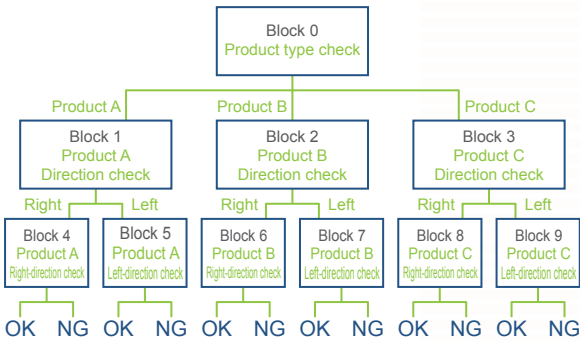 Block 0
Product type check
Product A
Product B
Product C
Block 1
Product A
Direction check
Block 2
Product B
Direction check
Block 3
Product C
Direction check
Right
Left
Right
Left
Right
Left
Block 4
Product A
Right-direction check
Block 5
Product A
Left-direction check
Block 6
Product B
Right-direction check
Block 7
Product B
Left-direction check
Block 8
Product C
Right-direction check
Block 9
Product C
Left-direction check
OK NG OK NG OK NG OK NG OK NG OK NG